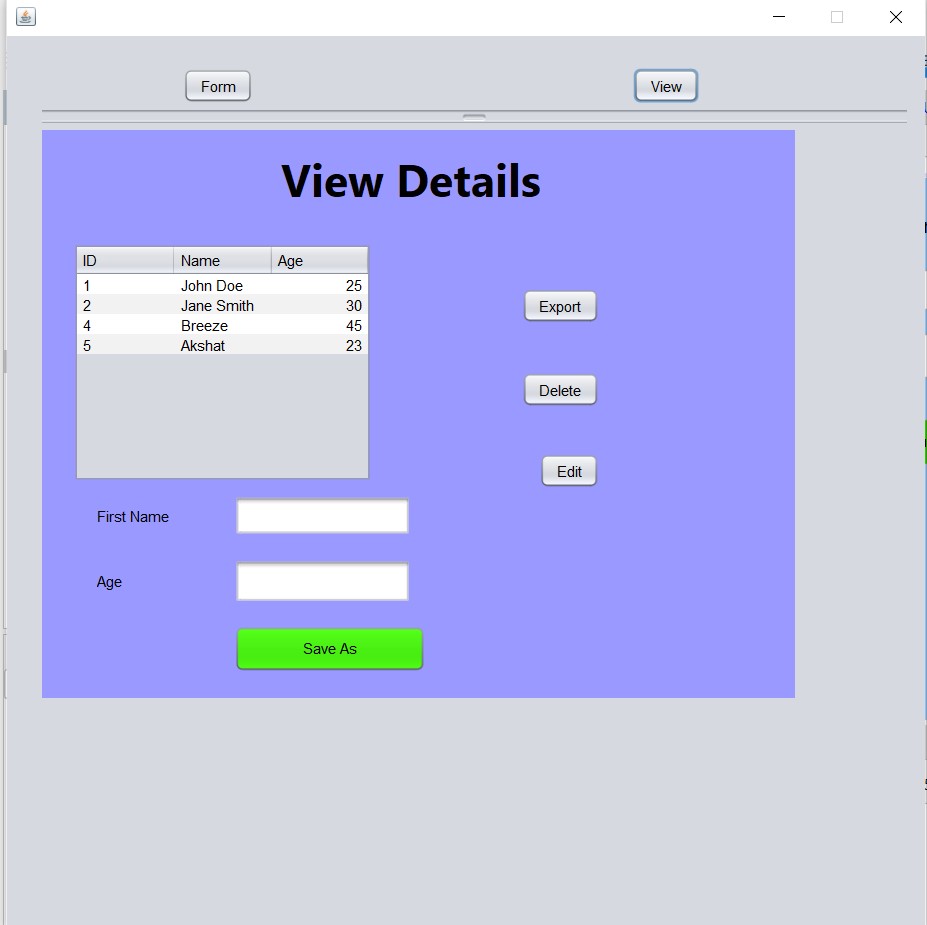 Form View
View Details
ID Name Age
1 John Doe 25
2 Jane Smith 30
4 Breeze 45
5 Akshat 23
Export
Delete
Edit
First Name
Age
Save As